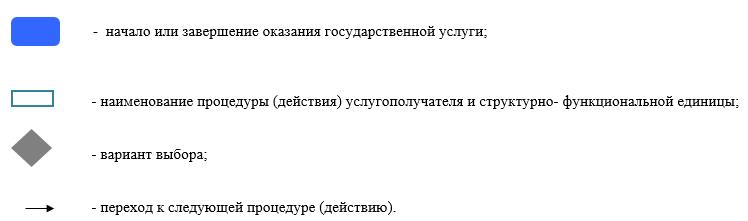 - начало или завершение оказания государственной услуги;
- наименование процедуры (действия) услугополучателя и структурно- функциональной единицы;
- вариант выбора;
- переход к следующей процедуре (действию).